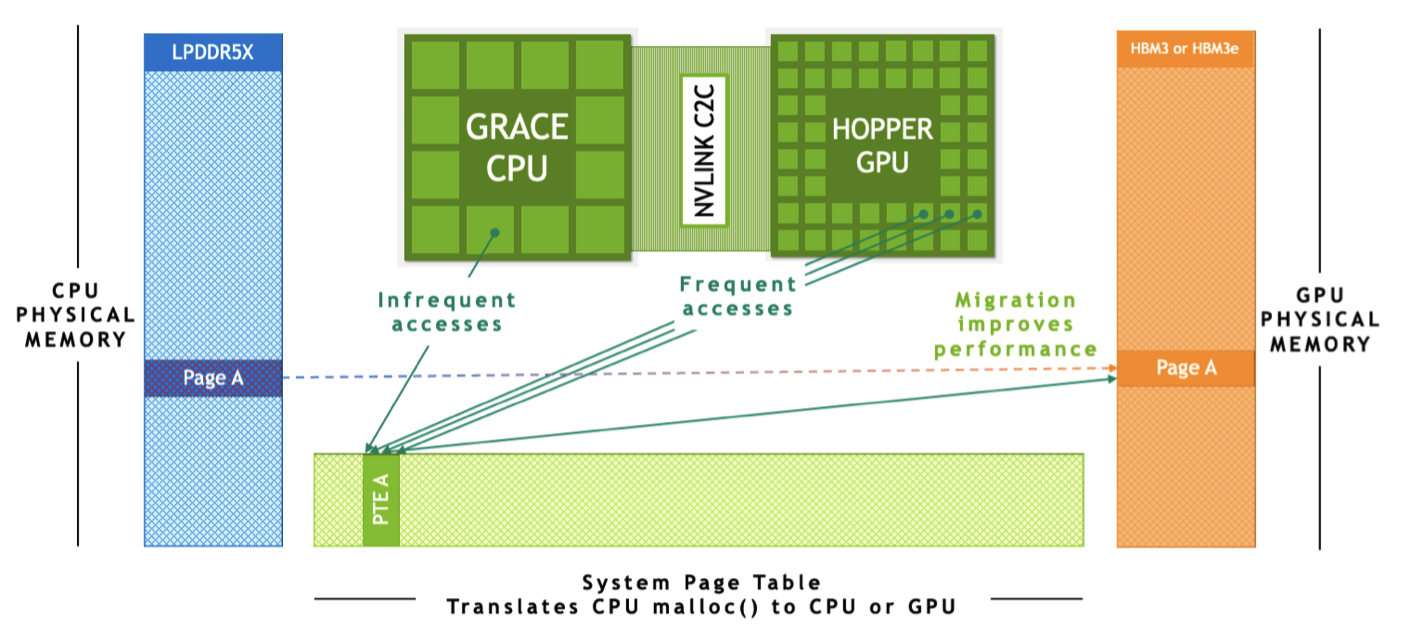 LPDDR5X
GRACE
CPU
NVLINK C2C
HOPPER
GPU
HBM3 or HBM3e
CPU
PHYSICAL
MEMORY
Infrequent
accesses
Frequent
accesses
Migration
improves
performance
GPU
PHYSICAL
MEMORY
Page A
Page A
PTE A
System Page Table
Translates CPU malloc() to CPU or GPU